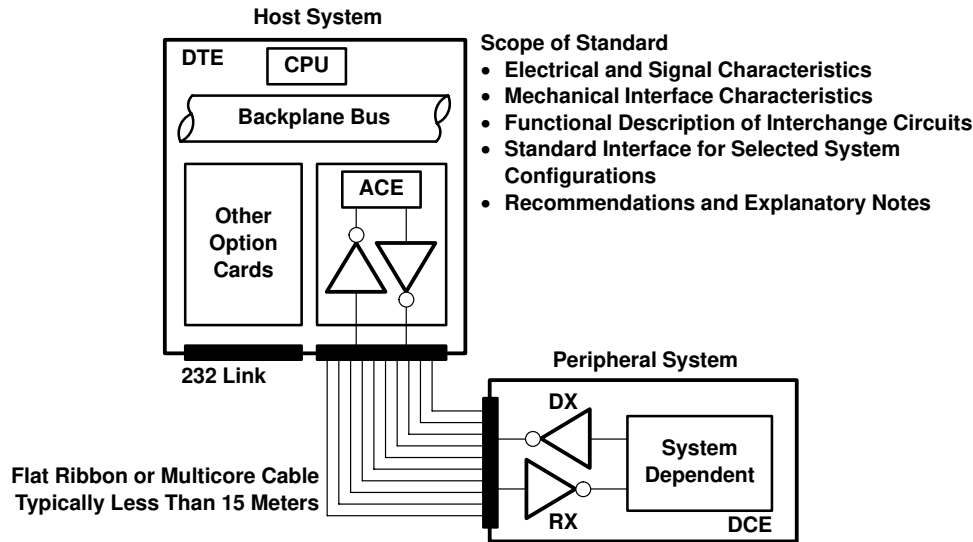 Host System
DTE
CPU
Backplane Bus
Other
Option
Cards
ACE
232 Link
Scope of Standard
• Electrical and Signal Characteristics
• Mechanical Interface Characteristics
• Functional Description of Interchange Circuits
• Standard Interface for Selected System
Configurations
• Recommendations and Explanatory Notes
Peripheral System
DX
System
Dependent
RX
DCE
Flat Ribbon or Multicore Cable
Typically Less Than 15 Meters